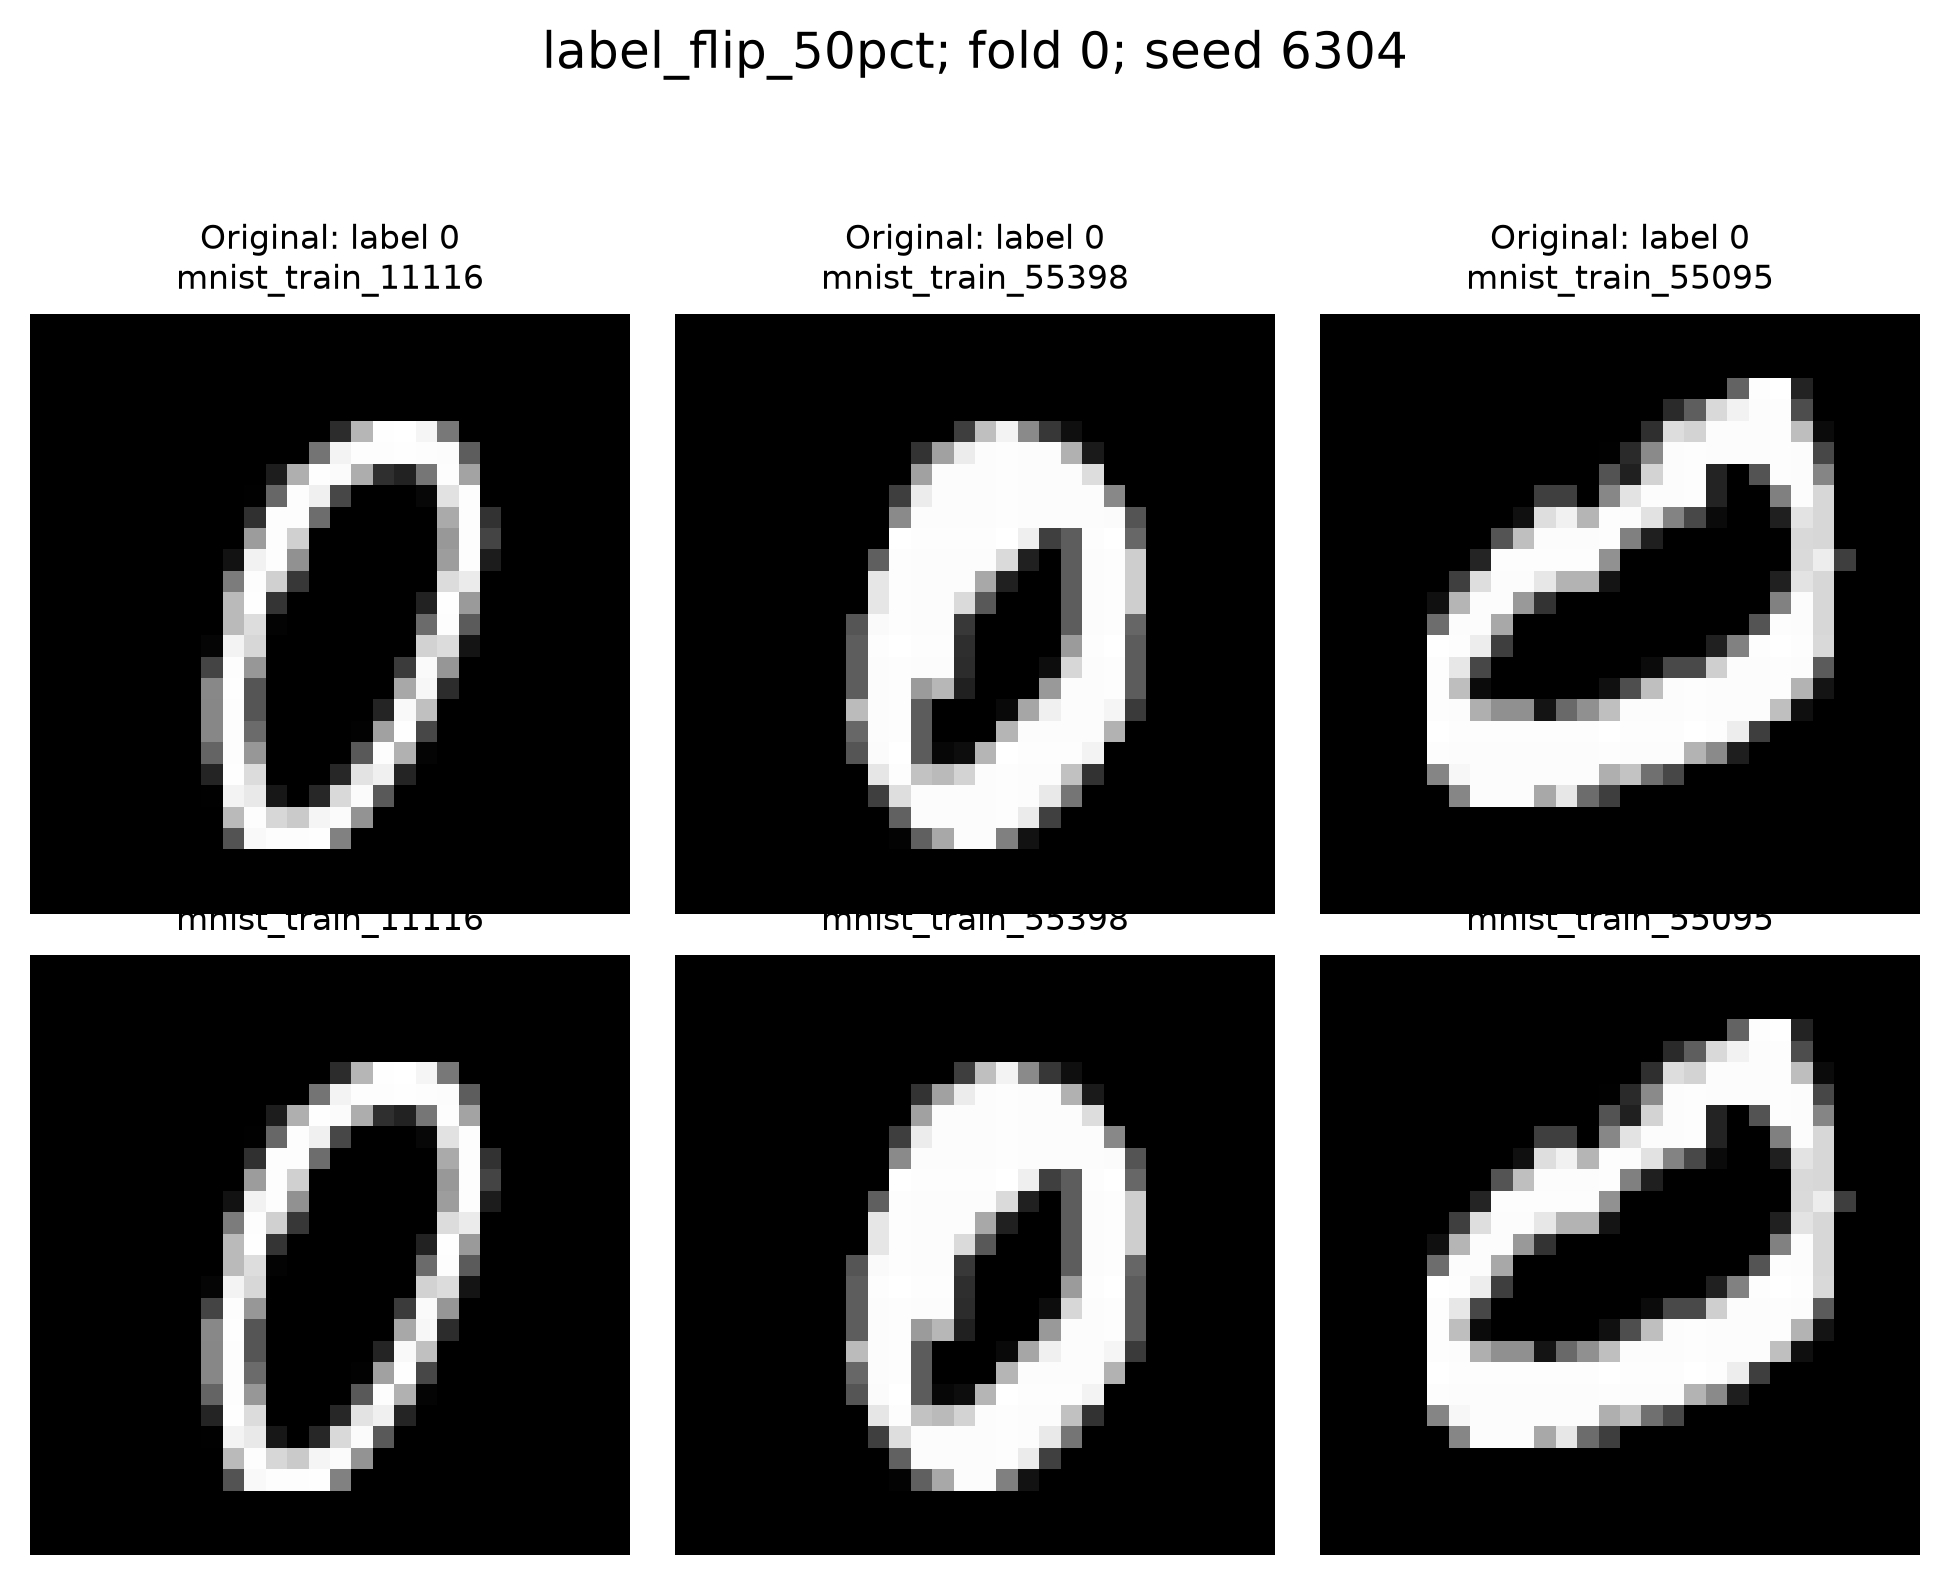 label_flip_50pct; fold 0; seed 6304
Original: label 0
mnist_train_11116
Original: label 0
mnist_train_55398
Original: label 0
mnist_train_55095
mnist_train_11116
mnist_train_55398
mnist_train_55095